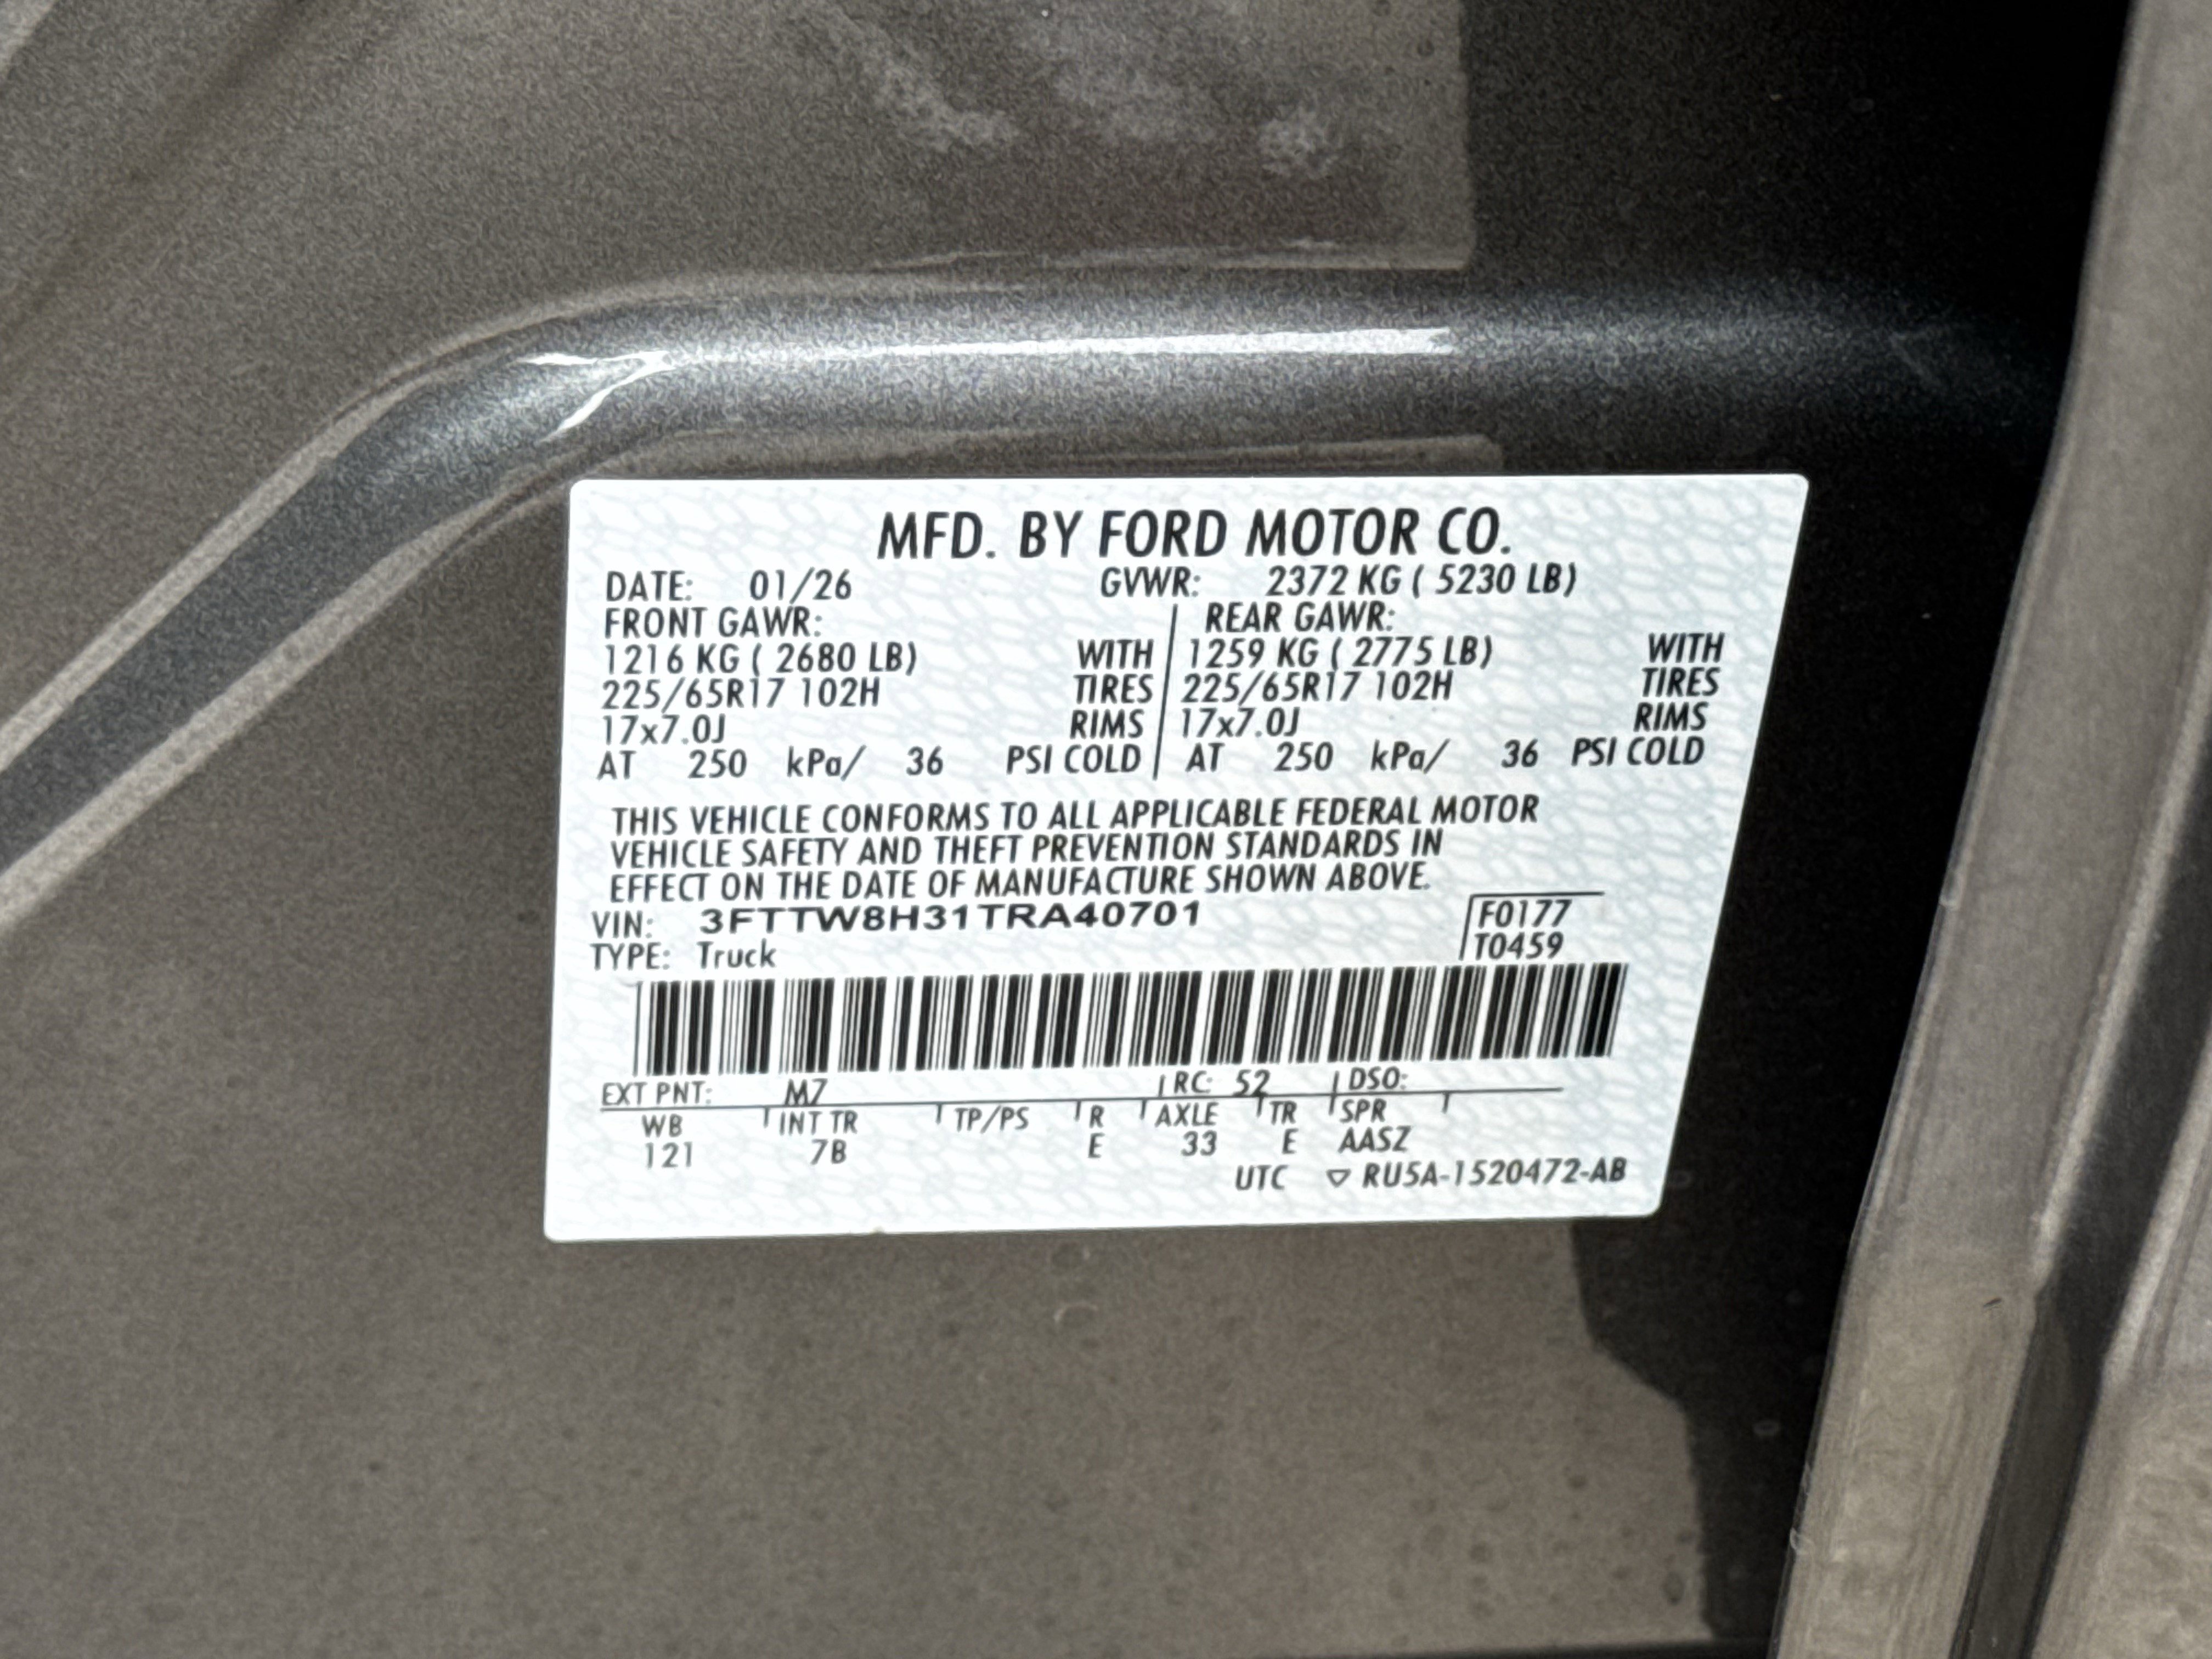 MFD. BY FORD MOTOR CO.
DATE: 01/26 GVWR: 2372 KG ( 5230 LB)
FRONT GAWR: REAR GAWR:
1216 KG ( 2680 LB) WITH 1259 KG ( 2775 LB) WITH
225/65R17 102H TIRES 225/65R17 102H TIRES
17x7.0J RIMS 17x7.0J RIMS
AT 250 kPa/ 36 PSI COLD AT 250 kPa/ 36 PSI COLD
THIS VEHICLE CONFORMS TO ALL APPLICABLE FEDERAL MOTOR
VEHICLE SAFETY AND THEFT PREVENTION STANDARDS IN
EFFECT ON THE DATE OF MANUFACTURE SHOWN ABOVE.
VIN: 3FTTW8H31TRA40701 F0177
TYPE: Truck T0459
EXT PNT: M7 RC: 52 DSO:
WB INT TR TP/PS R AXLE TR SPR
121 7B E 33 E AASZ
UTC ▽ RU5A-1520472-AB